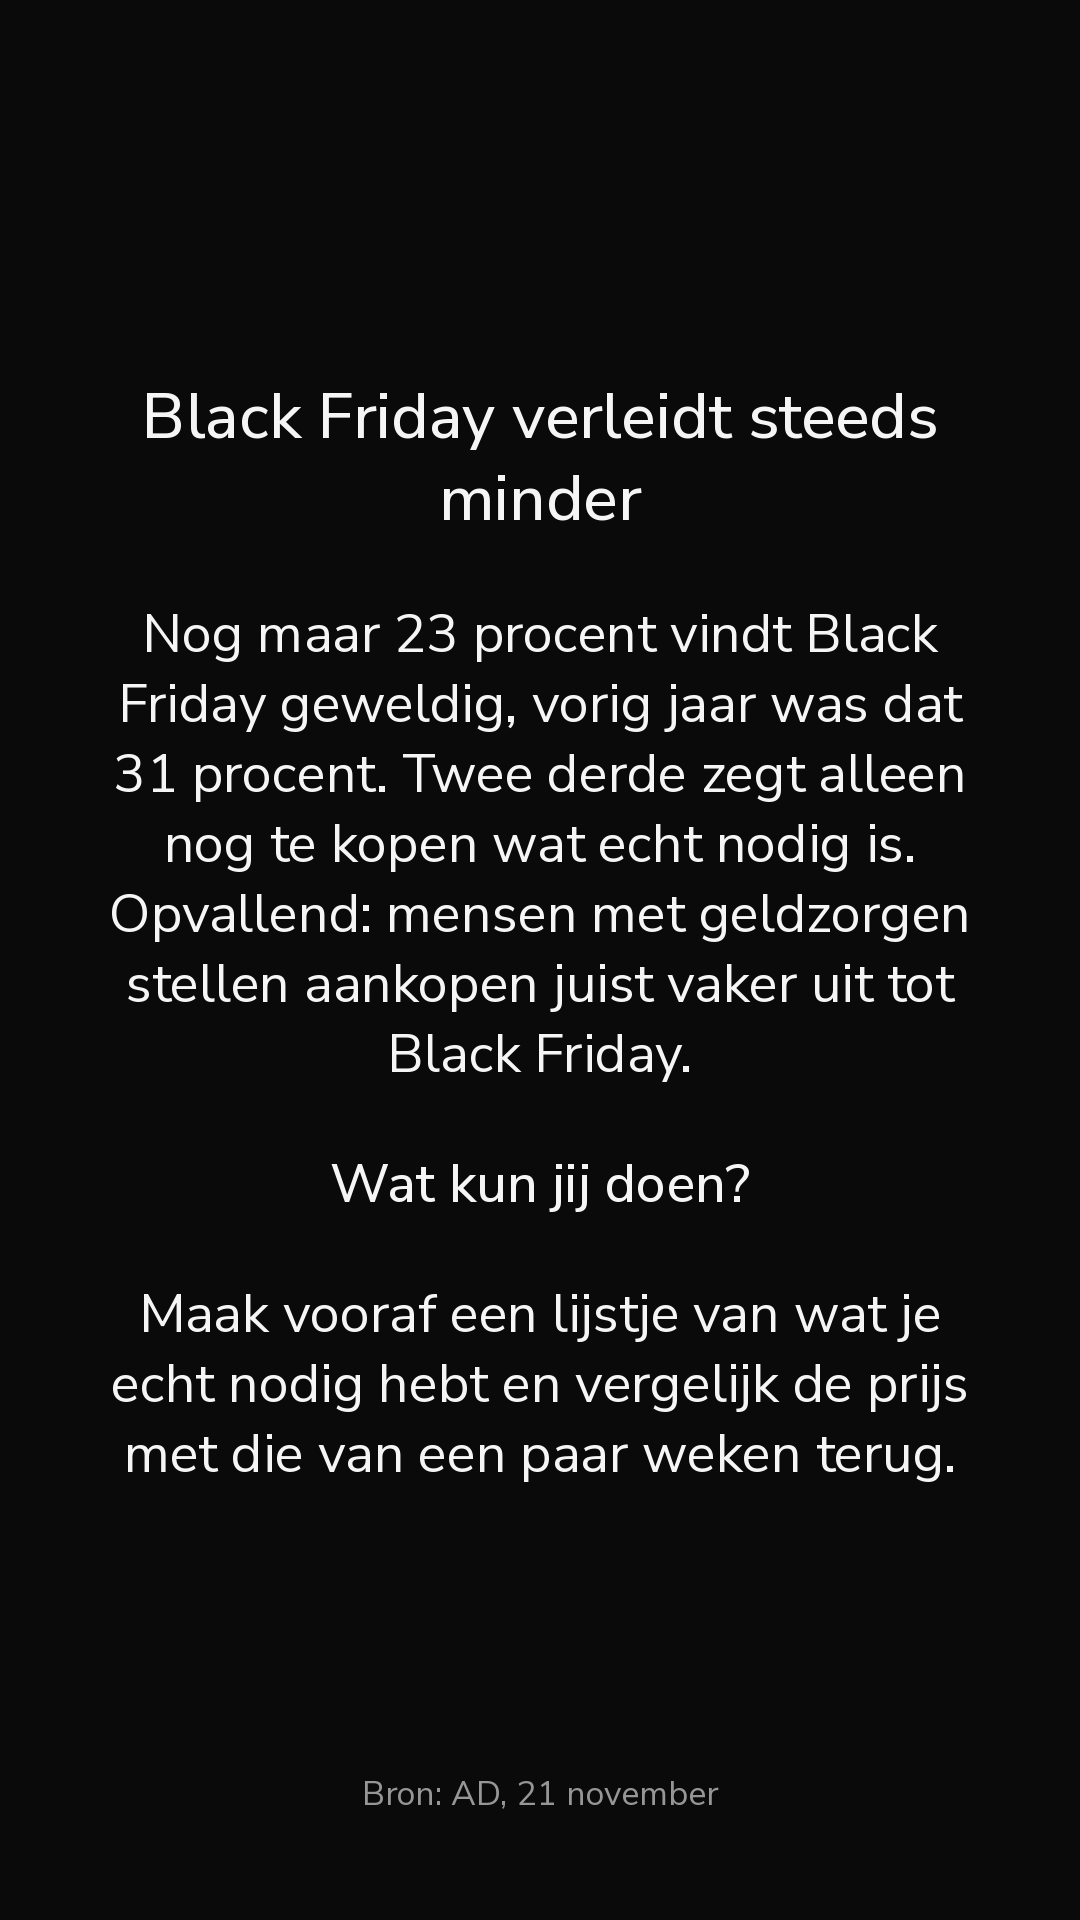 Black Friday verleidt steeds
minder
Nog maar 23 procent vindt Black
Friday geweldig, vorig jaar was dat
31 procent. Twee derde zegt alleen
nog te kopen wat echt nodig is.
Opvallend: mensen met geldzorgen
stellen aankopen juist vaker uit tot
Black Friday.
Wat kun jij doen?
Maak vooraf een lijstje van wat je
echt nodig hebt en vergelijk de prijs
met die van een paar weken terug.
Bron: AD, 21 november